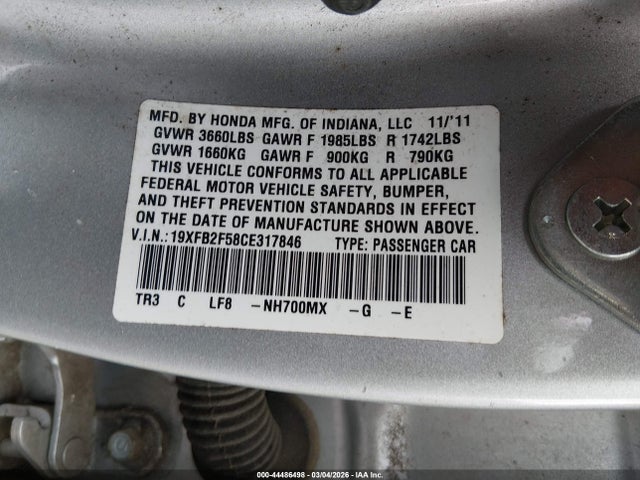 MFD. BY HONDA MFG. OF INDIANA, LLC 11/'11
GVWR 3660LBS GAWR F 1985LBS R 1742LBS
GVWR 1660KG GAWR F 900KG R 790KG
THIS VEHICLE CONFORMS TO ALL APPLICABLE
FEDERAL MOTOR VEHICLE SAFETY, BUMPER,
AND THEFT PREVENTION STANDARDS IN EFFECT
ON THE DATE OF MANUFACTURE SHOWN ABOVE.
V.I.N.: 19XFB2F58CE317846 TYPE: PASSENGER CAR
TR3 C LF8 -NH700MX -G -E
000-44486498 - 03/04/2026 - IAA Inc.